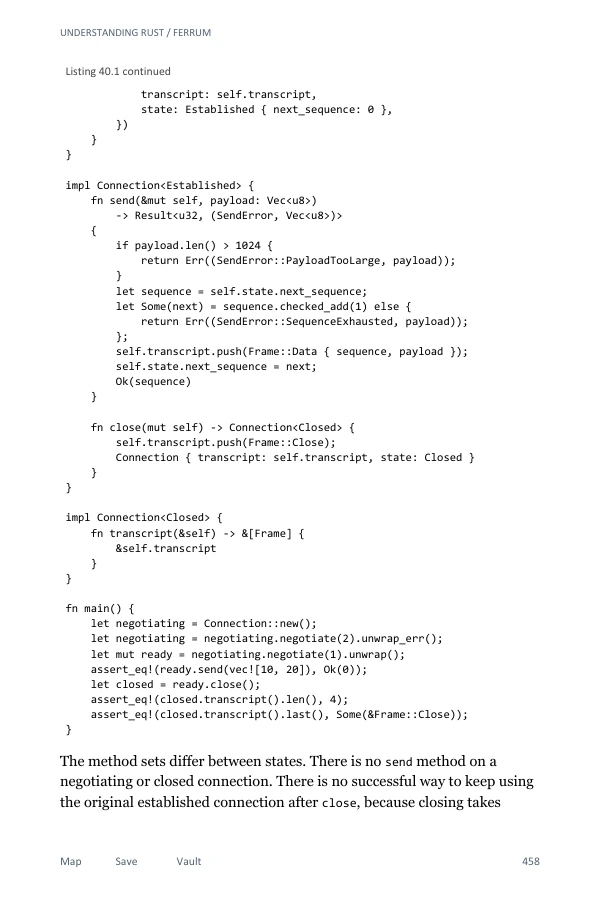 UNDERSTANDING RUST / FERRUM
Listing 40.1 continued
            transcript: self.transcript,
            state: Established { next_sequence: 0 },
        })
    }
}

impl Connection<Established> {
    fn send(&mut self, payload: Vec<u8>)
        -> Result<u32, (SendError, Vec<u8>)>
    {
        if payload.len() > 1024 {
            return Err((SendError::PayloadTooLarge, payload));
        }
        let sequence = self.state.next_sequence;
        let Some(next) = sequence.checked_add(1) else {
            return Err((SendError::SequenceExhausted, payload));
        };
        self.transcript.push(Frame::Data { sequence, payload });
        self.state.next_sequence = next;
        Ok(sequence)
    }

    fn close(mut self) -> Connection<Closed> {
        self.transcript.push(Frame::Close);
        Connection { transcript: self.transcript, state: Closed }
    }
}

impl Connection<Closed> {
    fn transcript(&self) -> &[Frame] {
        &self.transcript
    }
}

fn main() {
    let negotiating = Connection::new();
    let negotiating = negotiating.negotiate(2).unwrap_err();
    let mut ready = negotiating.negotiate(1).unwrap();
    assert_eq!(ready.send(vec![10, 20]), Ok(0));
    let closed = ready.close();
    assert_eq!(closed.transcript().len(), 4);
    assert_eq!(closed.transcript().last(), Some(&Frame::Close));
}
The method sets differ between states. There is no send method on a
negotiating or closed connection. There is no successful way to keep using
the original established connection after close, because closing takes
Map Save Vault 458